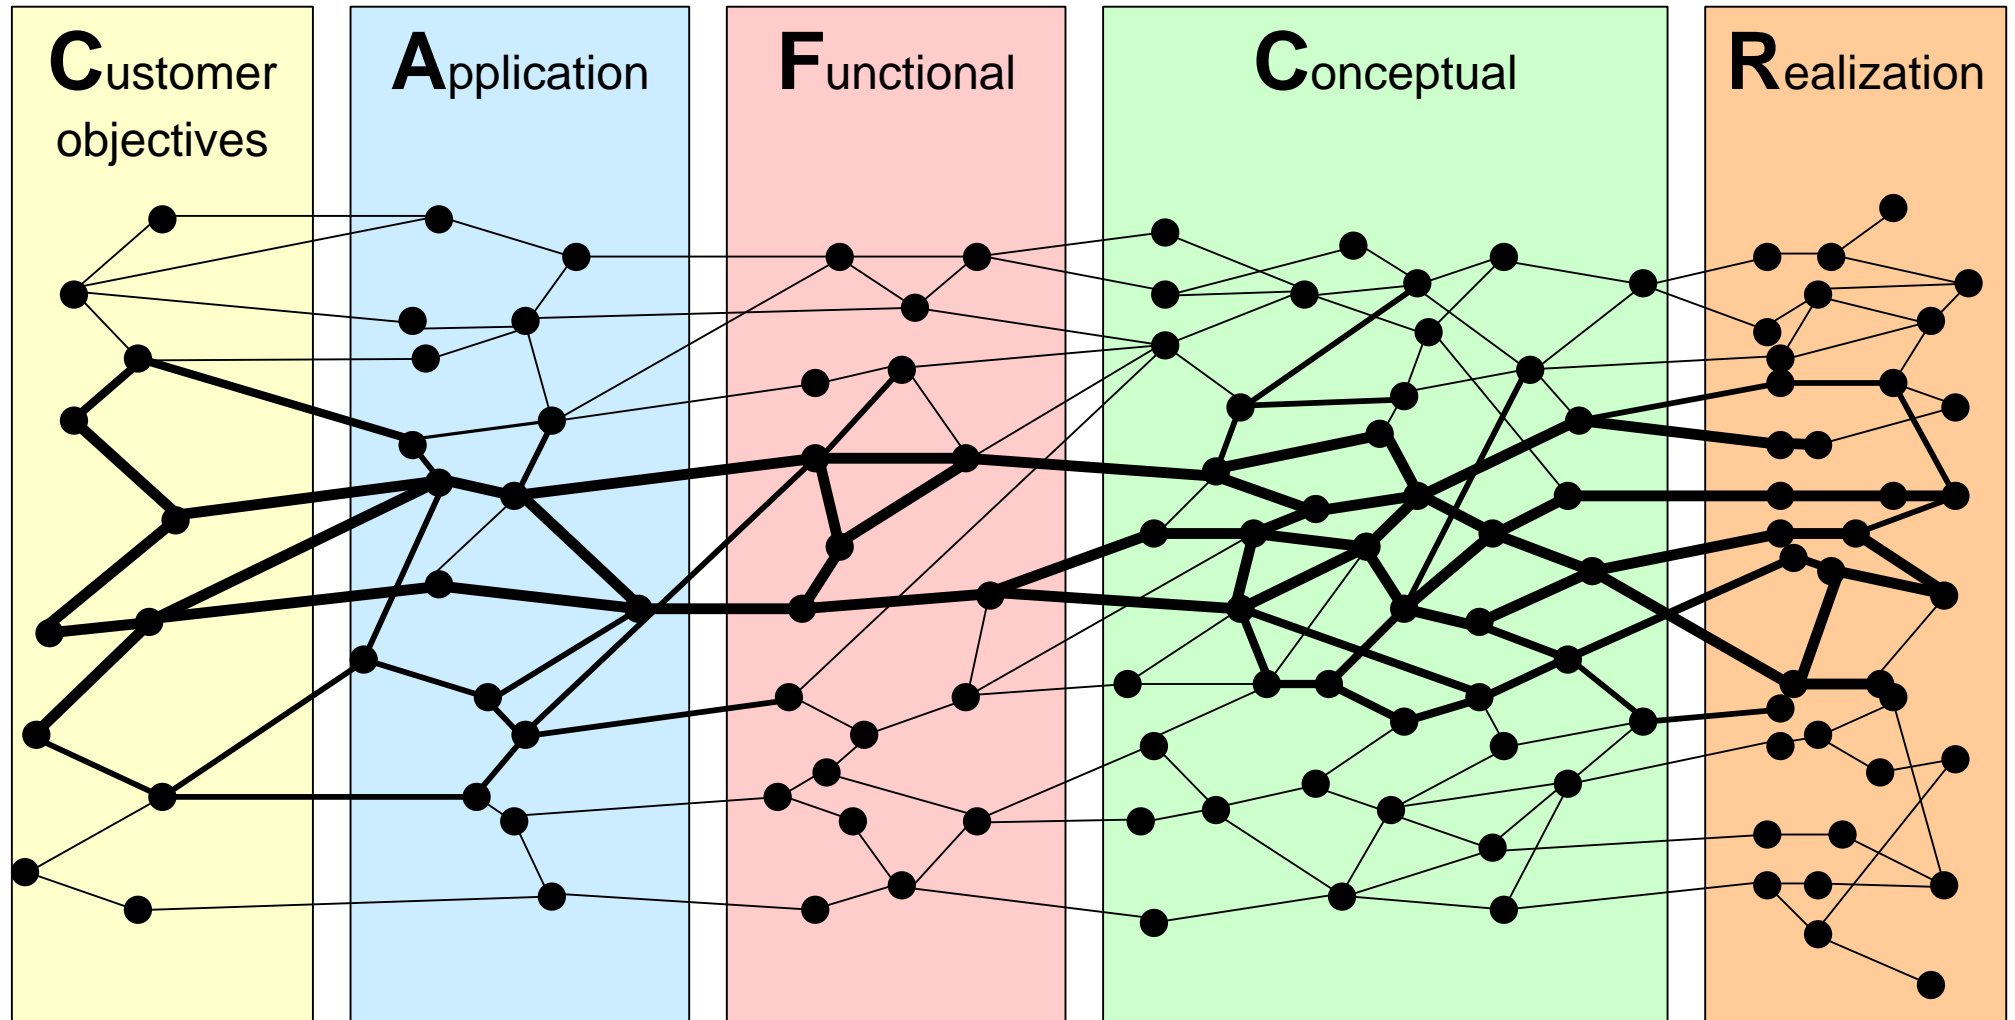 Customer
objectives
Application
Functional
Conceptual
Realization